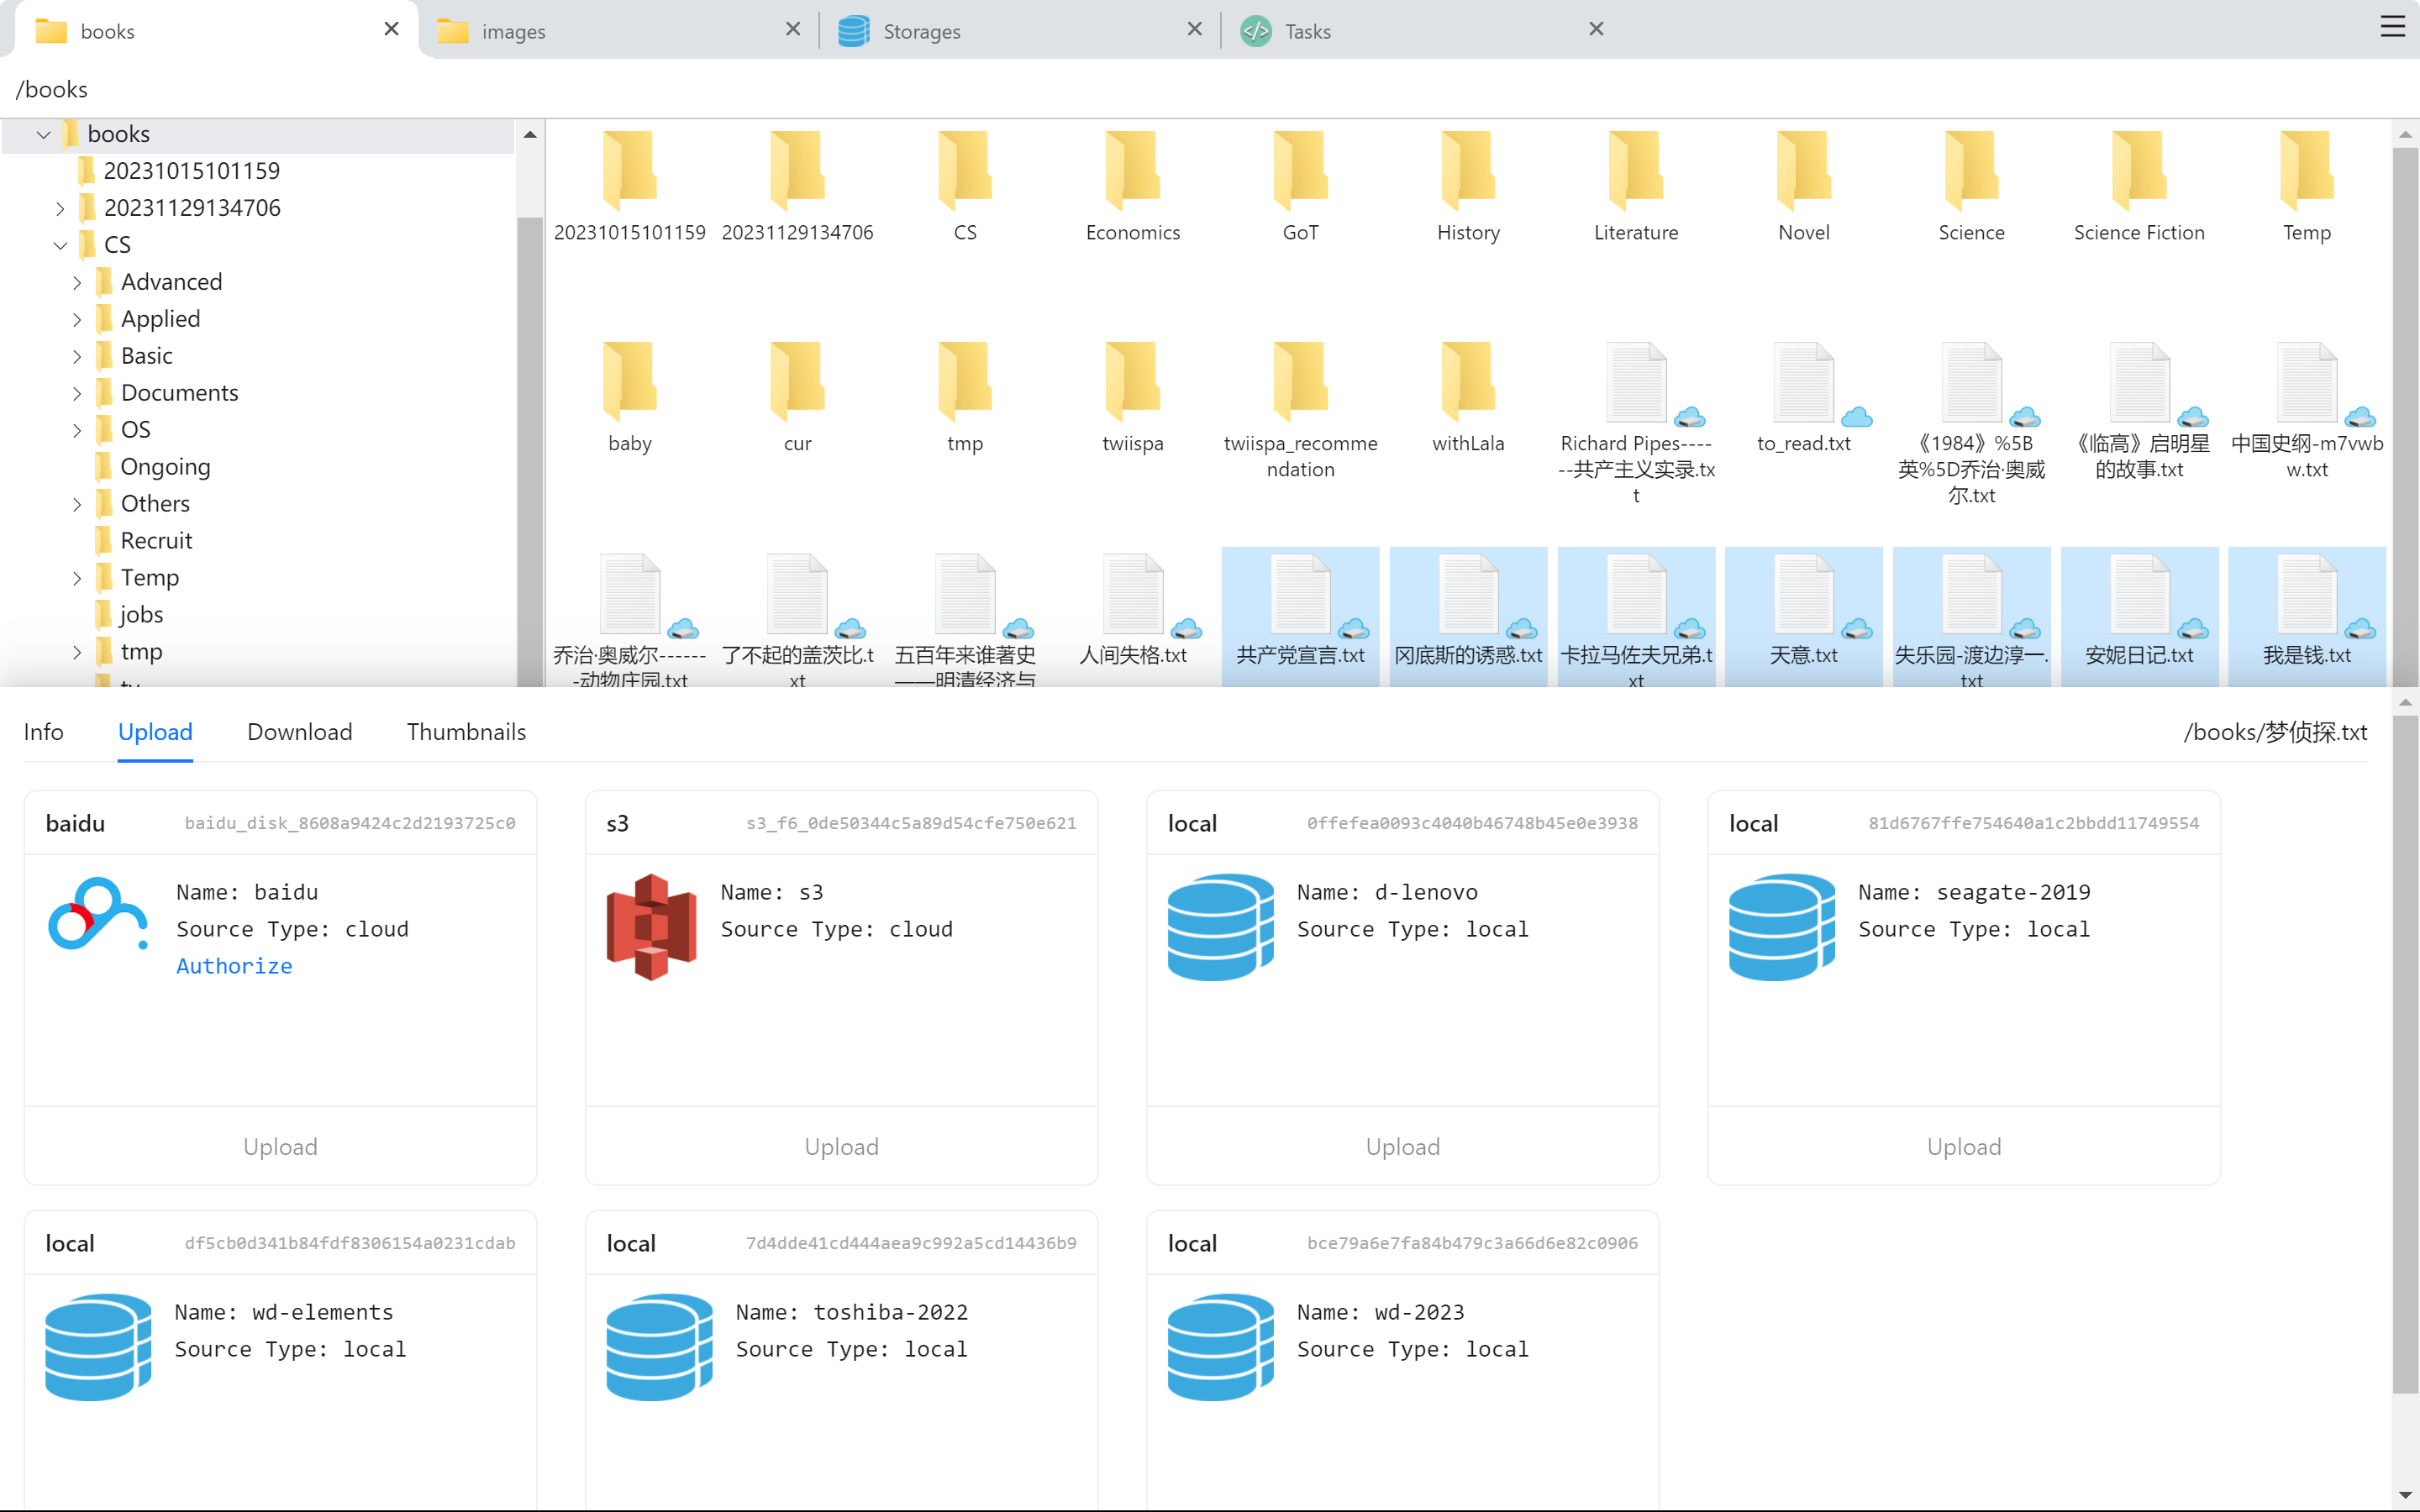 books
images
Storages
Tasks
/books
books
20231015101159
20231129134706
CS
Advanced
Applied
Basic
Documents
OS
Ongoing
Others
Recruit
Temp
jobs
tmp
20231015101159
20231129134706
CS
Economics
GoT
History
Literature
Novel
Science
Science Fiction
Temp
baby
cur
tmp
twiispa
twiispa_recomme
ndation
withLala
Richard Pipes----
--共产主义实录.tx
t
to_read.txt
《1984》%5B
英%5D乔治·奥威
尔.txt
《临高》启明星
的故事.txt
中国史纲-m7vwb
w.txt
乔治·奥威尔------
-动物庄园.txt
了不起的盖茨比.t
xt
五百年来谁著史
——明清经济与
人间失格.txt
共产党宣言.txt
冈底斯的诱惑.txt
卡拉马佐夫兄弟.t
xt
天意.txt
失乐园-渡边淳一.
txt
安妮日记.txt
我是钱.txt
Info
Upload
Download
Thumbnails
/books/梦侦探.txt
baidu
baidu_disk_8608a9424c2d2193725c0
Name: baidu
Source Type: cloud
Authorize
Upload
s3
s3_f6_0de50344c5a89d54cfe750e621
Name: s3
Source Type: cloud
Upload
local
0ffefea0093c4040b46748b45e0e3938
Name: d-lenovo
Source Type: local
Upload
local
81d6767ffe754640a1c2bbdd11749554
Name: seagate-2019
Source Type: local
Upload
local
df5cb0d341b84fdf8306154a0231cdab
Name: wd-elements
Source Type: local
local
7d4dde41cd444aea9c992a5cd14436b9
Name: toshiba-2022
Source Type: local
local
bce79a6e7fa84b479c3a66d6e82c0906
Name: wd-2023
Source Type: local